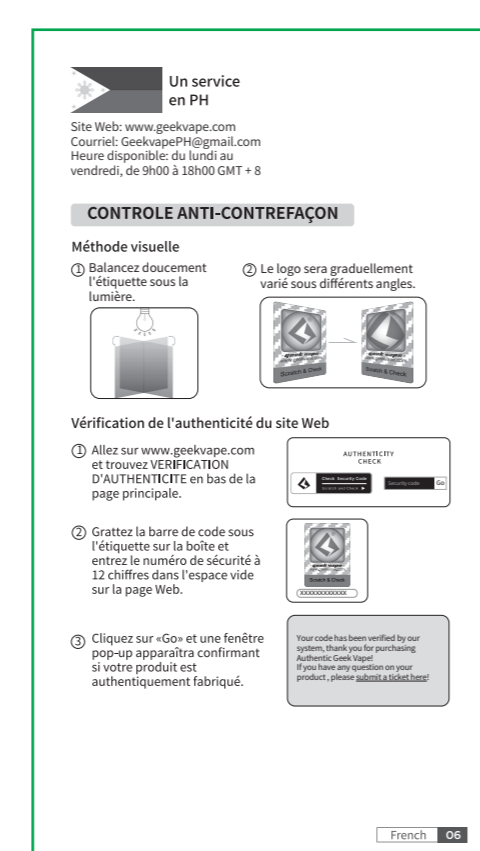 Un service
en PH
Site Web: www.geekvape.com
Courriel: GeekvapePH@gmail.com
Heure disponible: du lundi au
vendredi, de 9h00 à 18h00 GMT + 8
CONTROLE ANTI-CONTREFAÇON
Méthode visuelle
① Balancez doucement
l'étiquette sous la
lumière.
② Le logo sera graduellement
varié sous différents angles.
Scratch & Check
Scratch & Check
Vérification de l'authenticité du site Web
① Allez sur www.geekvape.com
et trouvez VERIFICATION
D'AUTHENTICITE en bas de la
page principale.
AUTHENTICITY
CHECK
Check Security Code
Scratch and Check
Security code
Go
② Grattez la barre de code sous
l'étiquette sur la boîte et
entrez le numéro de sécurité à
12 chiffres dans l'espace vide
sur la page Web.
Scratch & Check
XXXXXXXXXXXX
③ Cliquez sur «Go» et une fenêtre
pop-up apparaîtra confirmant
si votre produit est
authentiquement fabriqué.
Your code has been verified by our
system, thank you for purchasing
Authentic Geek Vape!
If you have any question on your
product , please submit a ticket here!
French 06